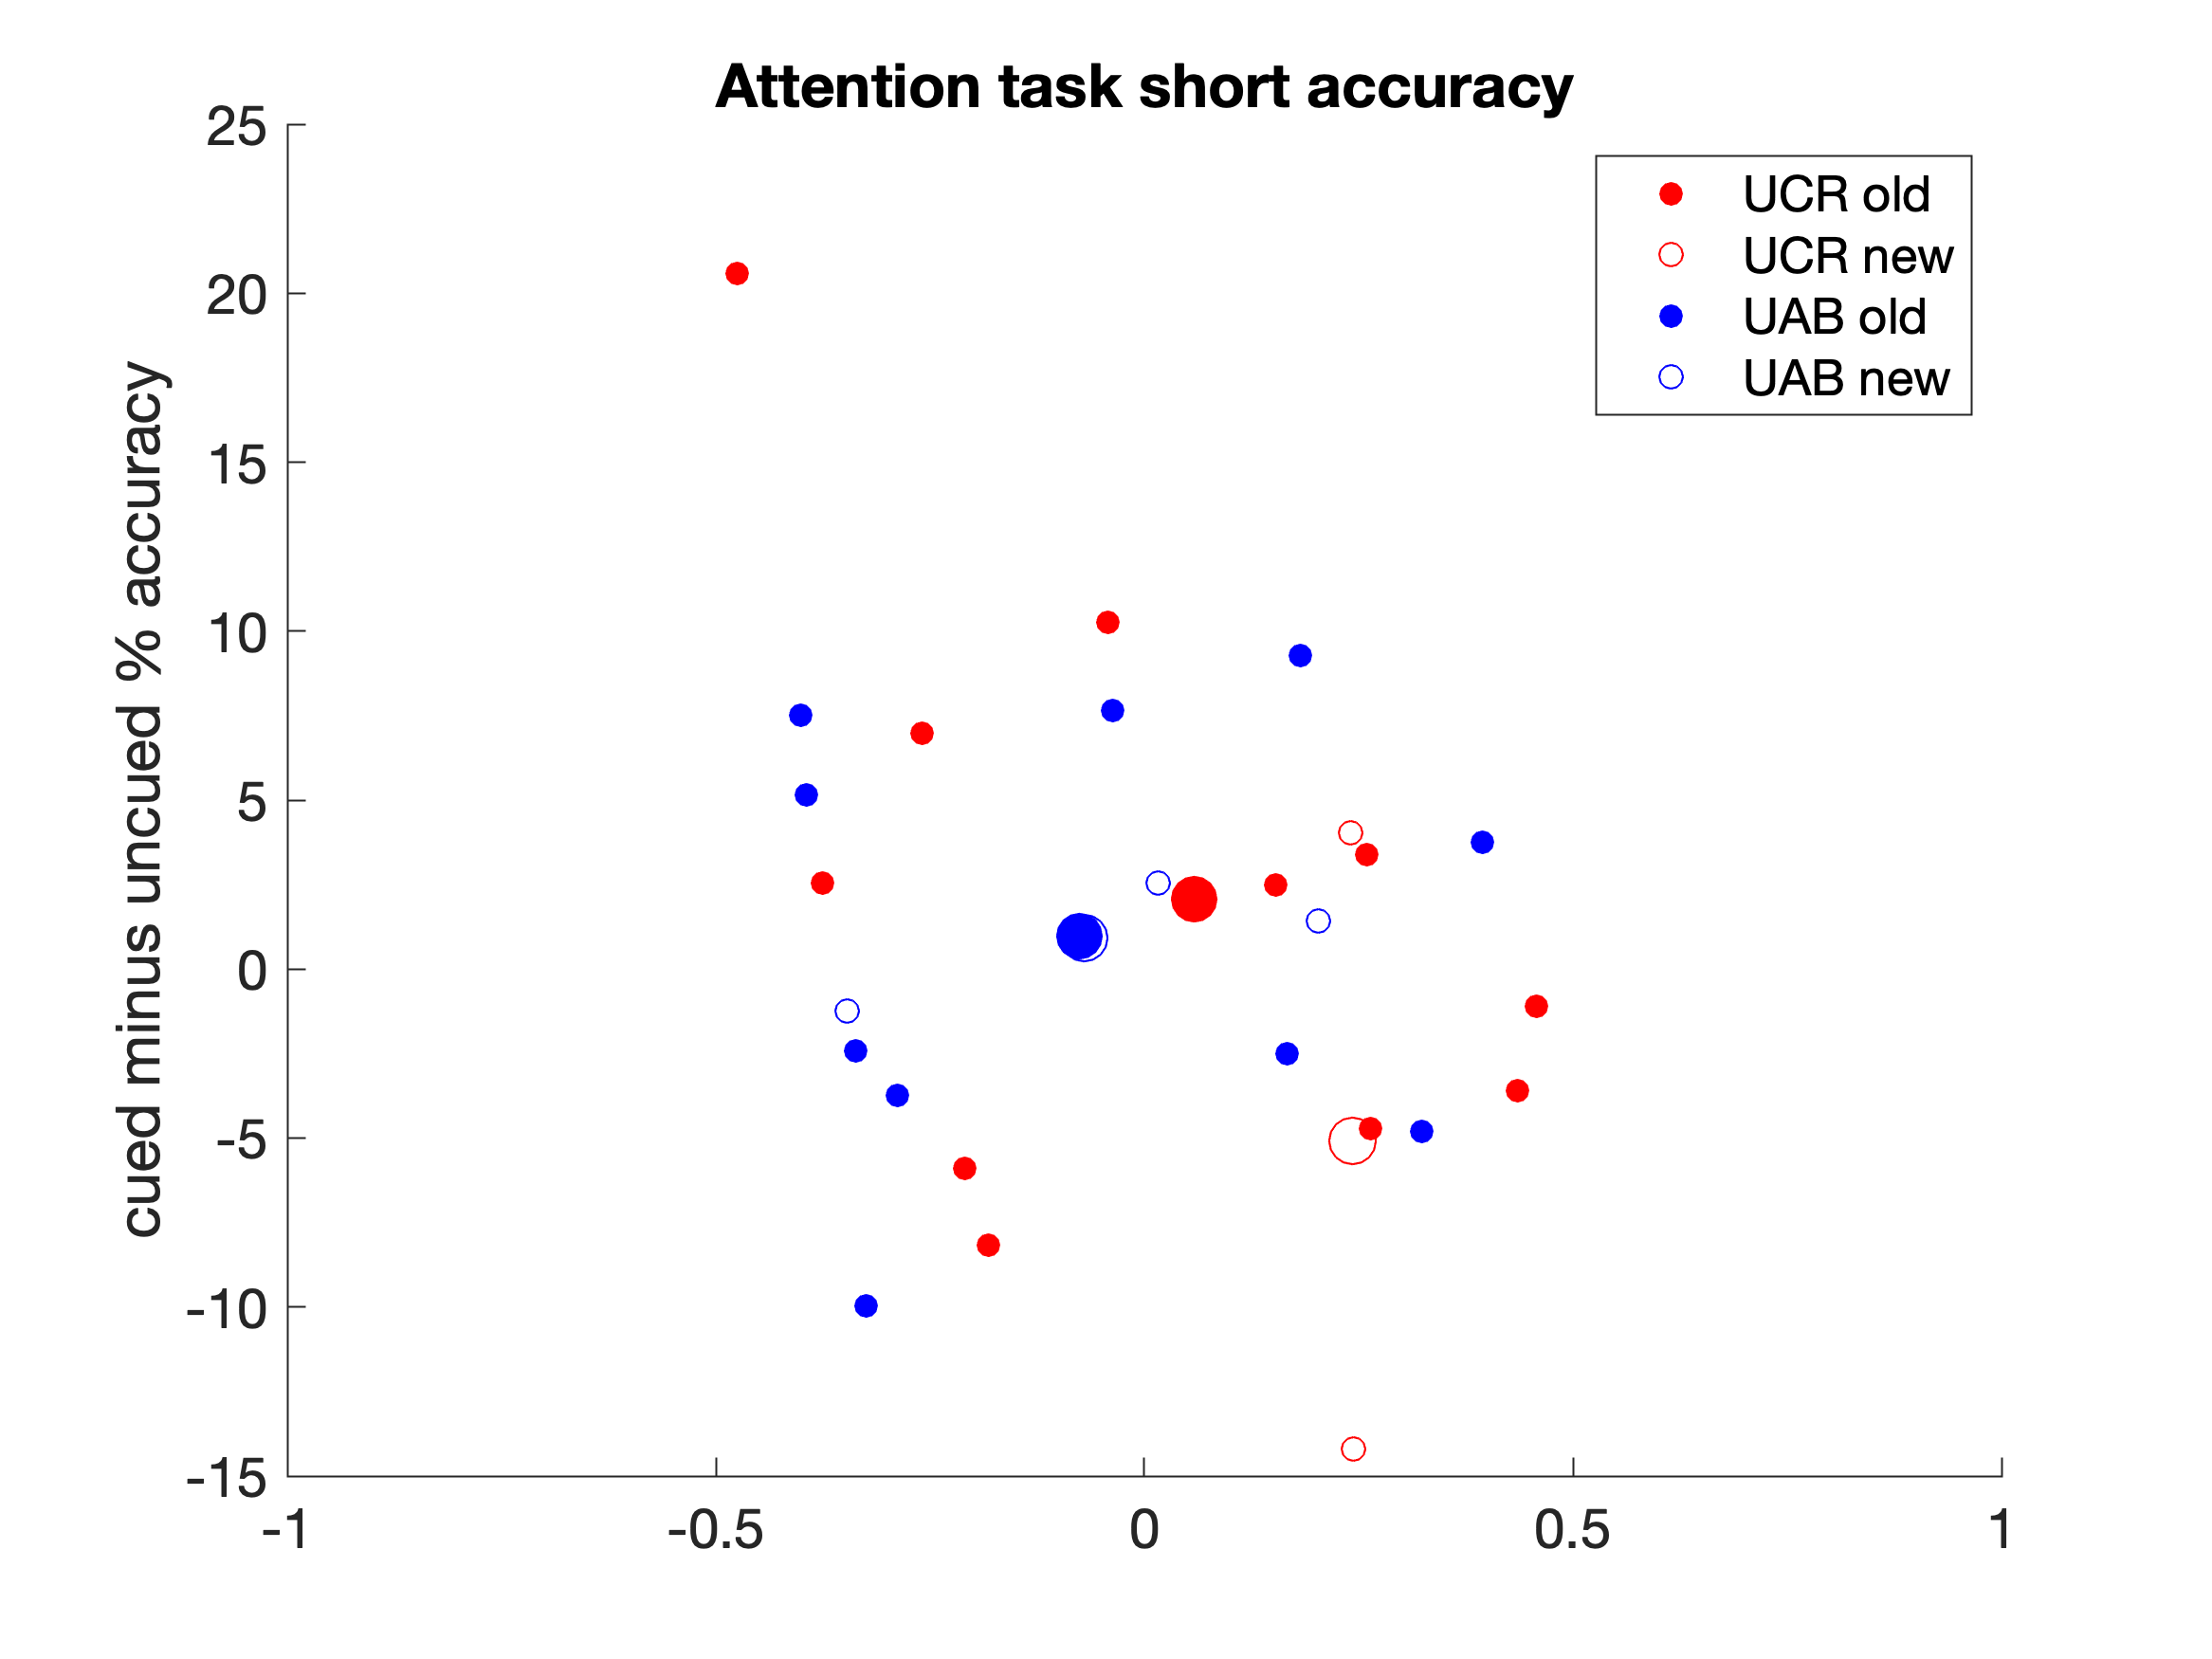 Attention task short accuracy
25
20
15
10
5
0
-5
-10
-15
cued minus uncued % accuracy
UCR old
UCR new
UAB old
UAB new
-1
-0.5
0
0.5
1